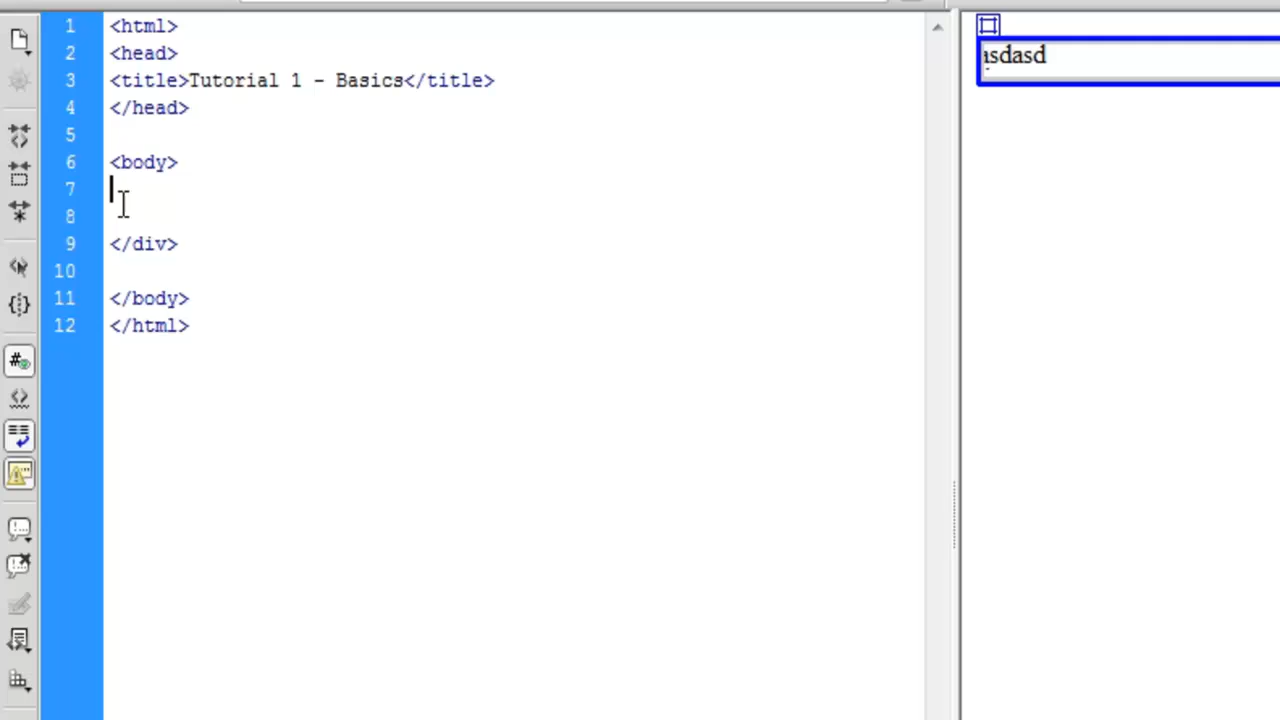 1 <html>
2 <head>
3 <title>Tutorial 1 - Basics</title>
4 </head>
5
6 <body>
7
8
9 </div>
10
11 </body>
12 </html>
asdasd